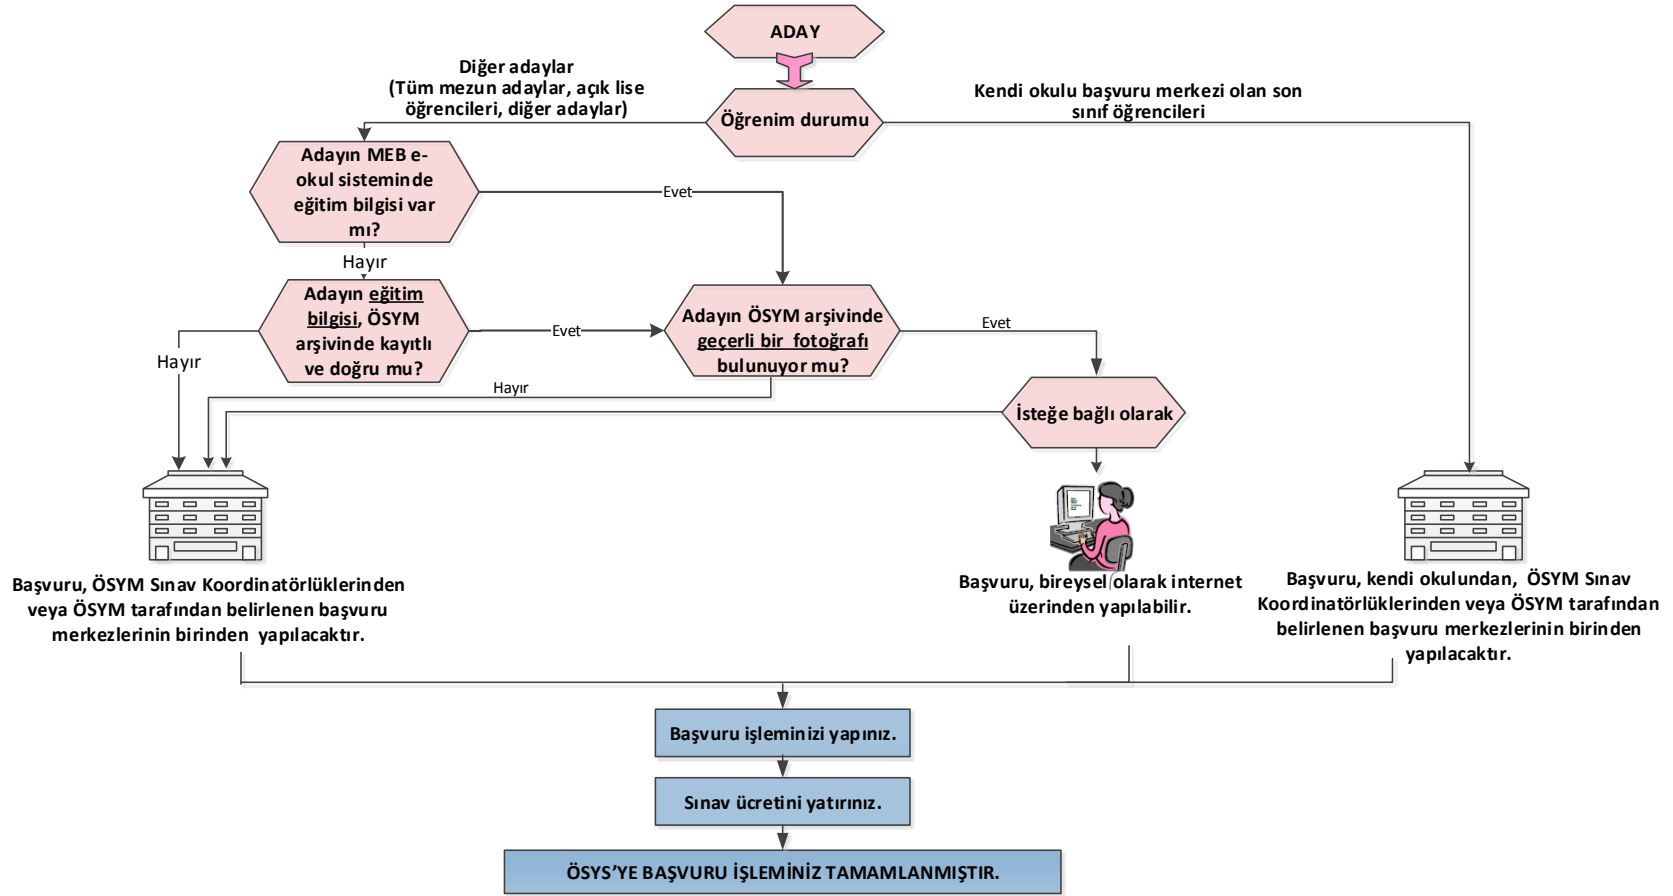 ADAY
Diğer adaylar
(Tüm mezun adaylar, açık lise
öğrencileri, diğer adaylar)
Öğrenim durumu
Kendi okulu başvuru merkezi olan son
sınıf öğrencileri
Adayın MEB e-
okul sisteminde
eğitim bilgisi var
mı?
Evet
Hayır
Adayın eğitim
bilgisi, ÖSYM
arşivinde kayıtlı
ve doğru mu?
Evet
Hayır
Adayın ÖSYM arşivinde
geçerli bir fotoğrafı
bulunuyor mu?
Evet
Hayır
İsteğe bağlı olarak
Başvuru, ÖSYM Sınav Koordinatörlüklerinden
veya ÖSYM tarafından belirlenen başvuru
merkezlerinin birinden yapılacaktır.
Başvuru, bireysel olarak internet
üzerinden yapılabilir.
Başvuru, kendi okulundan, ÖSYM Sınav
Koordinatörlüklerinden veya ÖSYM tarafından
belirlenen başvuru merkezlerinin birinden
yapılacaktır.
Başvuru işleminizi yapınız.
Sınav ücretini yatırınız.
ÖSYS’YE BAŞVURU İŞLEMİNİZ TAMAMLANMIŞTIR.